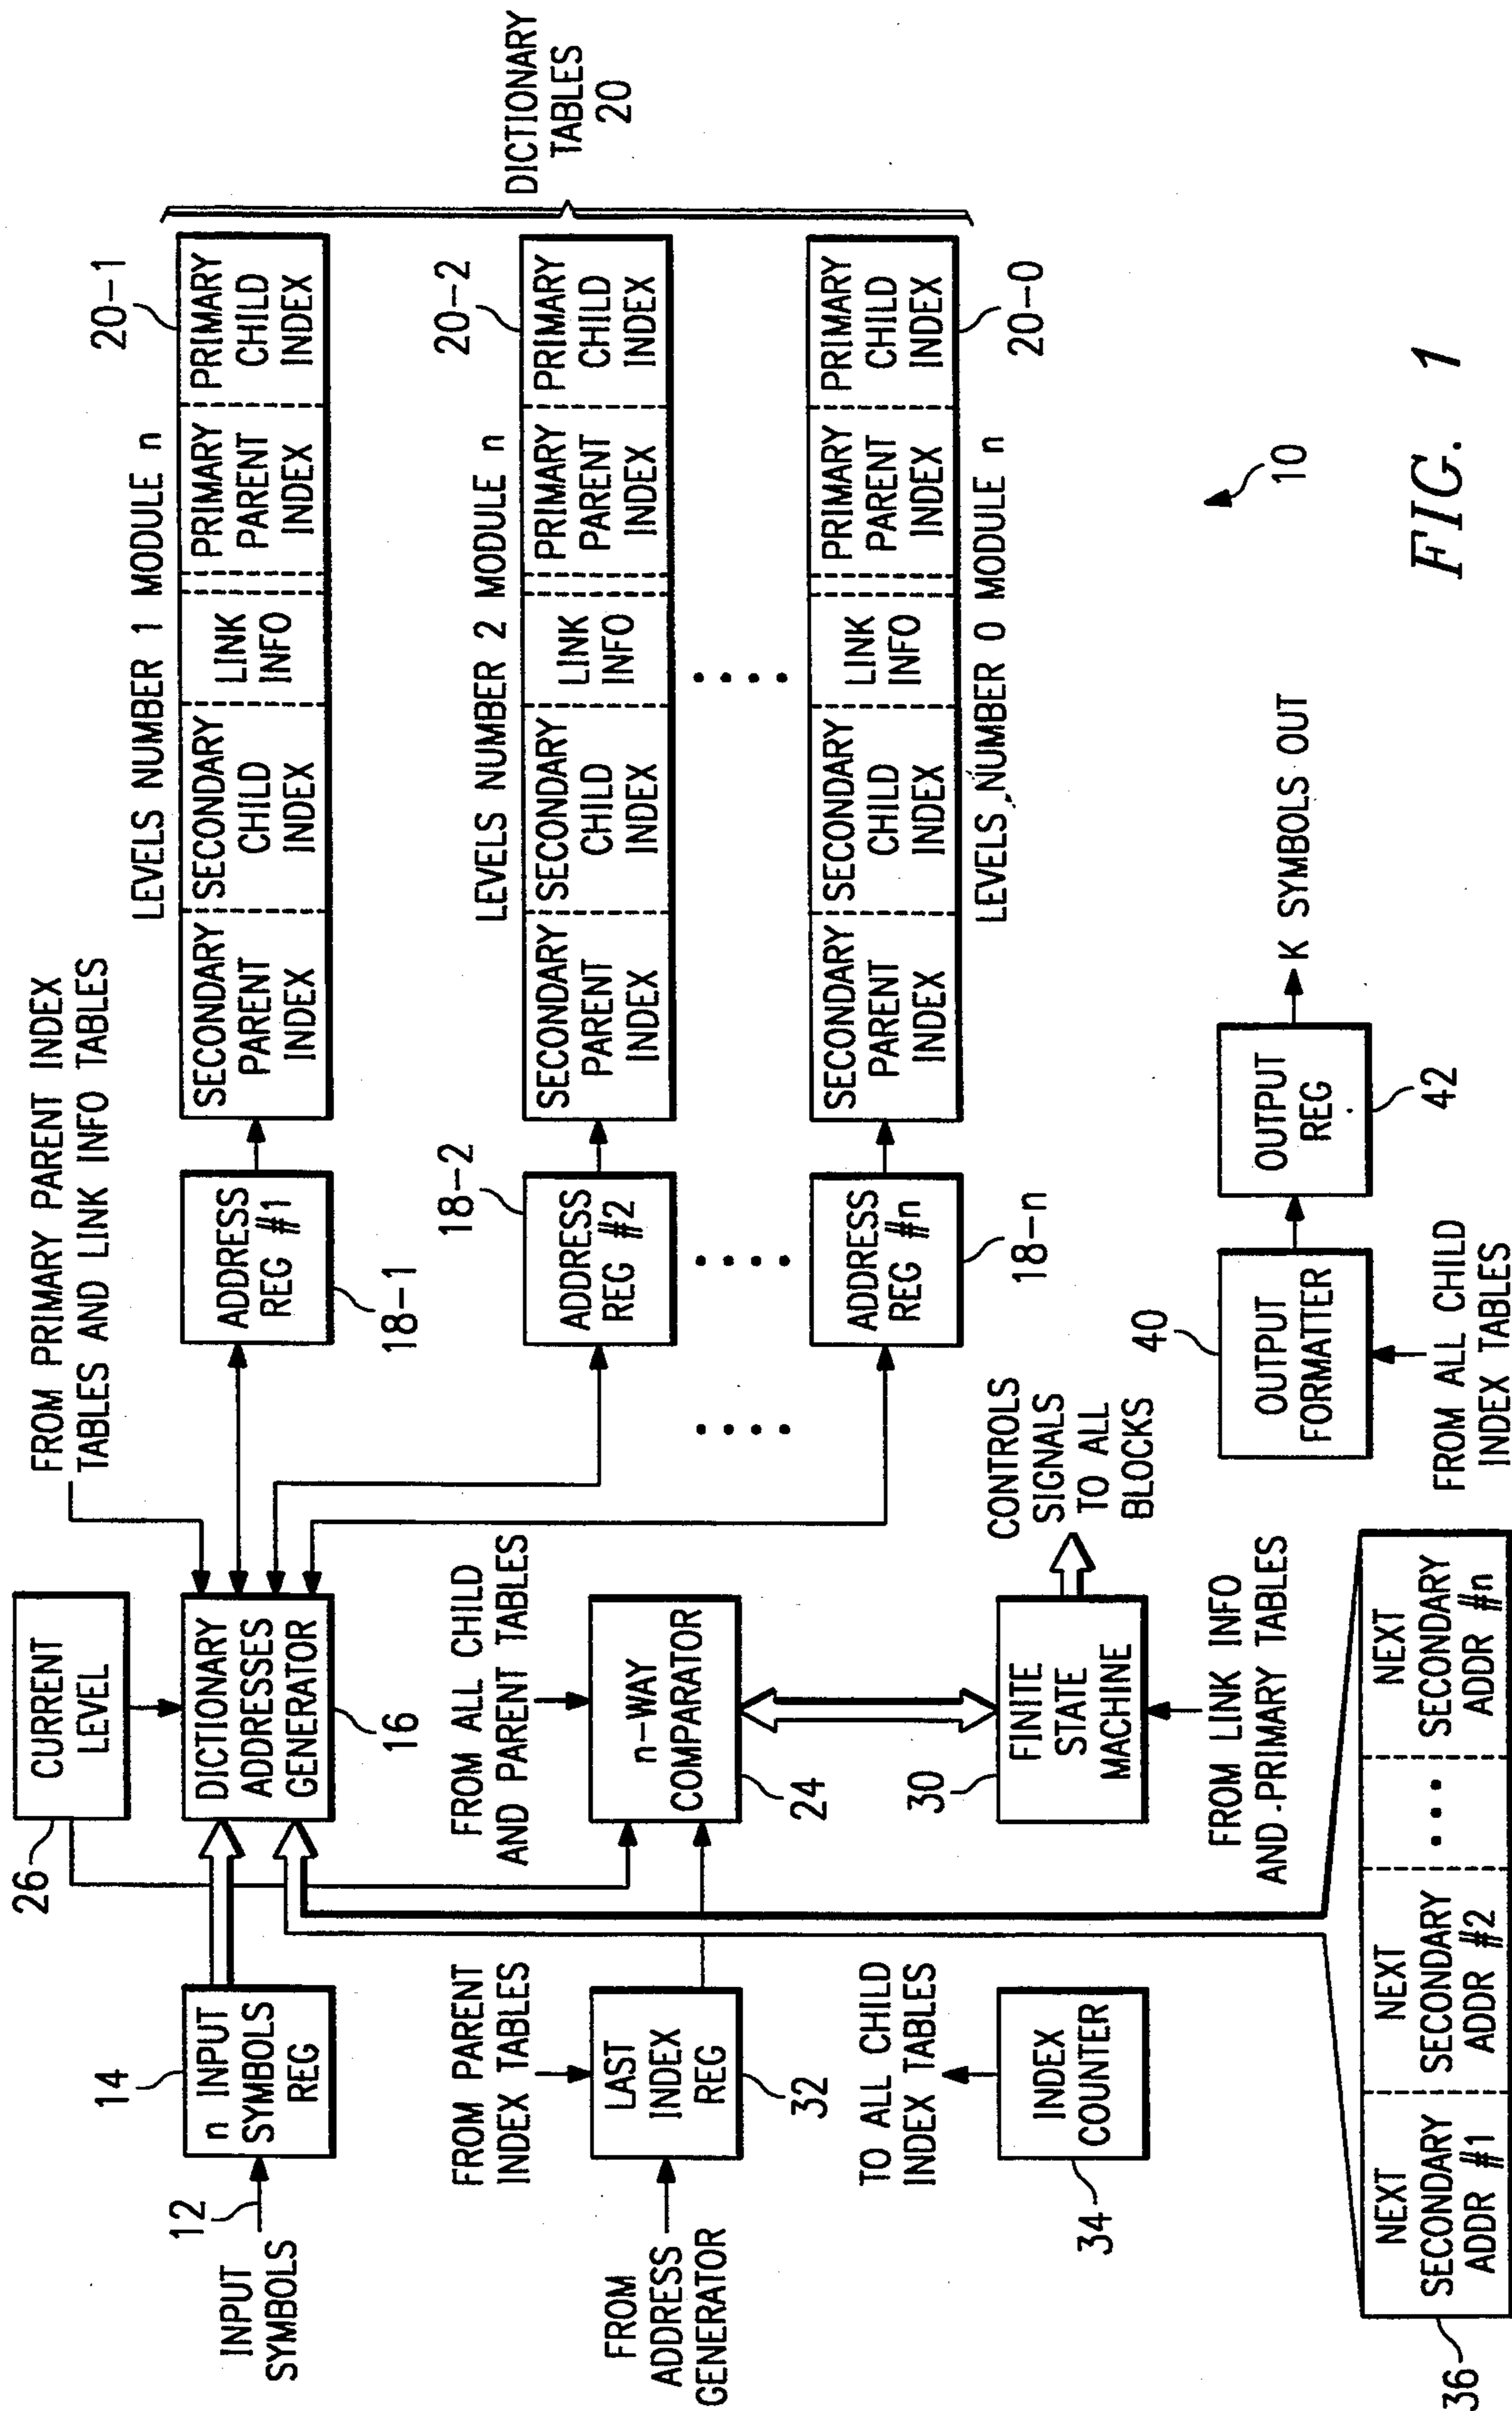 FROM PRIMARY PARENT INDEX
TABLES AND LINK INFO TABLES
CURRENT
LEVEL
26
INPUT
SYMBOLS
12
n INPUT
SYMBOLS
REG
14
DICTIONARY
ADDRESSES
GENERATOR
16
ADDRESS
REG #1
18-1
LEVELS NUMBER 1 MODULE n
SECONDARY
PARENT
INDEX
SECONDARY
CHILD
INDEX
LINK
INFO
PRIMARY
PARENT
INDEX
PRIMARY
CHILD
INDEX
20-1
DICTIONARY
TABLES
20
ADDRESS
REG #2
18-2
LEVELS NUMBER 2 MODULE n
SECONDARY
PARENT
INDEX
SECONDARY
CHILD
INDEX
LINK
INFO
PRIMARY
PARENT
INDEX
PRIMARY
CHILD
INDEX
20-2
ADDRESS
REG #n
18-n
SECONDARY
PARENT
INDEX
SECONDARY
CHILD
INDEX
LINK
INFO
PRIMARY
PARENT
INDEX
PRIMARY
CHILD
INDEX
20-0
LEVELS NUMBER 0 MODULE n
FROM PARENT
INDEX TABLES
FROM
ADDRESS
GENERATOR
LAST
INDEX
REG
32
FROM ALL CHILD
AND PARENT TABLES
n-WAY
COMPARATOR
24
TO ALL CHILD
INDEX TABLES
INDEX
COUNTER
34
30
FINITE
STATE
MACHINE
CONTROLS
SIGNALS
TO ALL
BLOCKS
FROM LINK INFO
AND PRIMARY TABLES
40
OUTPUT
FORMATTER
FROM ALL CHILD
INDEX TABLES
OUTPUT
REG
42
K SYMBOLS OUT
10
36
NEXT
SECONDARY
ADDR #1
NEXT
SECONDARY
ADDR #2
NEXT
SECONDARY
ADDR #n
FIG. 1